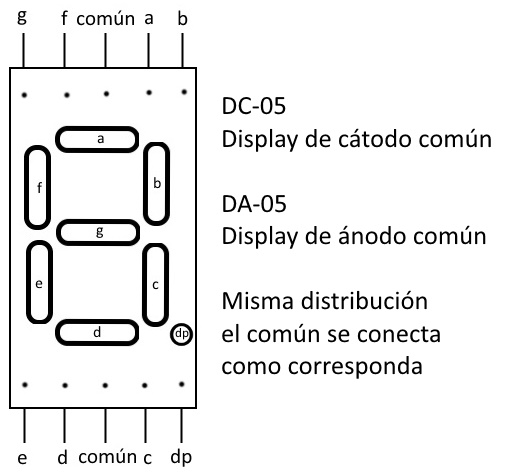 g f común a b
a
f
b
g
e
c
d
dp
e d común c dp
DC-05
Display de cátodo común
DA-05
Display de ánodo común
Misma distribución
el común se conecta
como corresponda